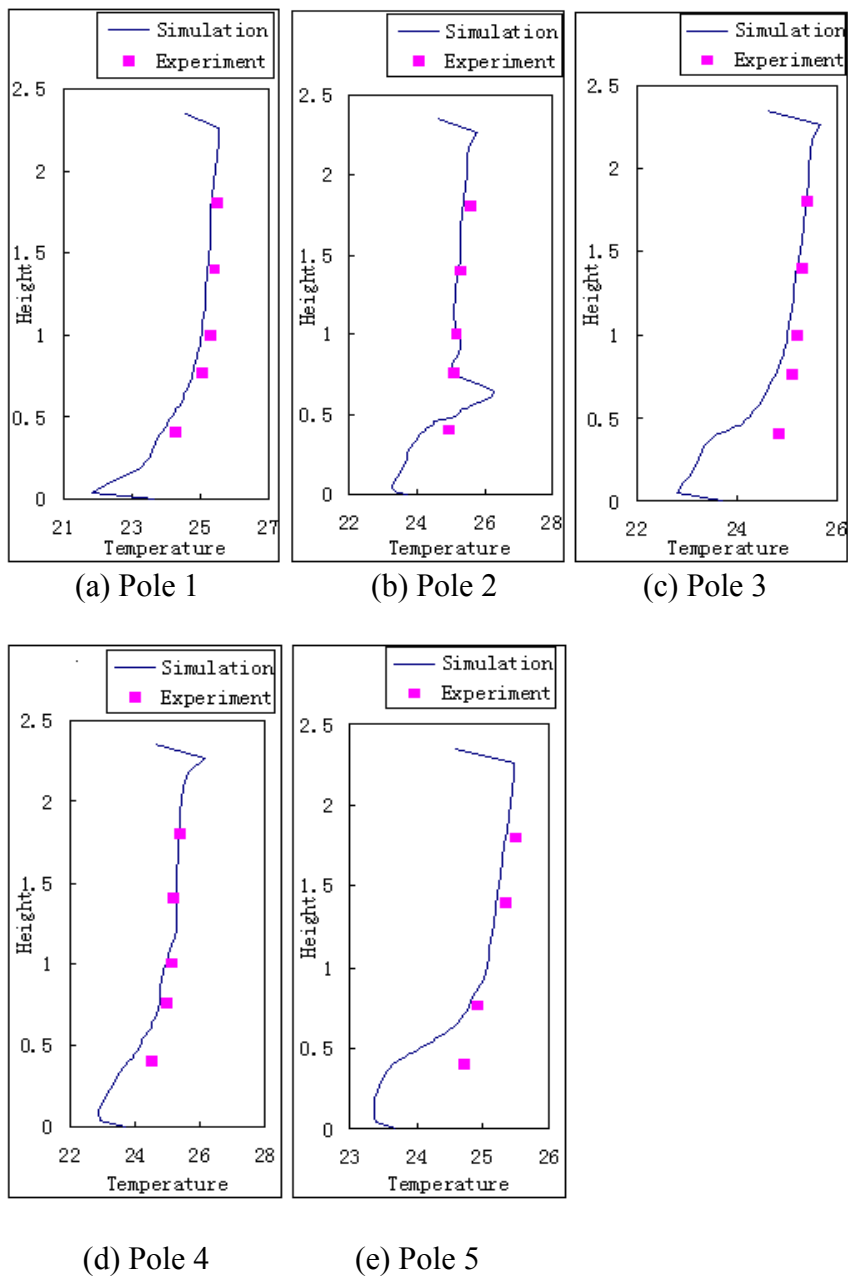 Simulation
Experiment
2.5
2
1.5
1
0.5
0
Height
21 23 25 27
Temperature
(a) Pole 1
Simulation
Experiment
2.5
2
1.5
1
0.5
0
Height
22 24 26 28
Temperature
(b) Pole 2
Simulation
Experiment
2.5
2
1.5
1
0.5
0
Height
22 24 26
Temperature
(c) Pole 3
Simulation
Experiment
2.5
2
1.5
1
0.5
0
Height
22 24 26 28
Temperature
(d) Pole 4
Simulation
Experiment
2.5
2
1.5
1
0.5
0
Height
23 24 25 26
Temperature
(e) Pole 5